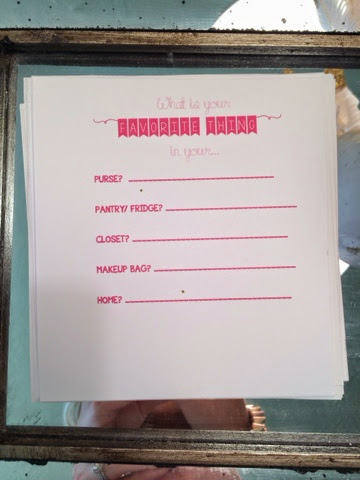 What is your
FAVORITE THING
in your...
PURSE?
PANTRY/ FRIDGE?
CLOSET?
MAKEUP BAG?
HOME?